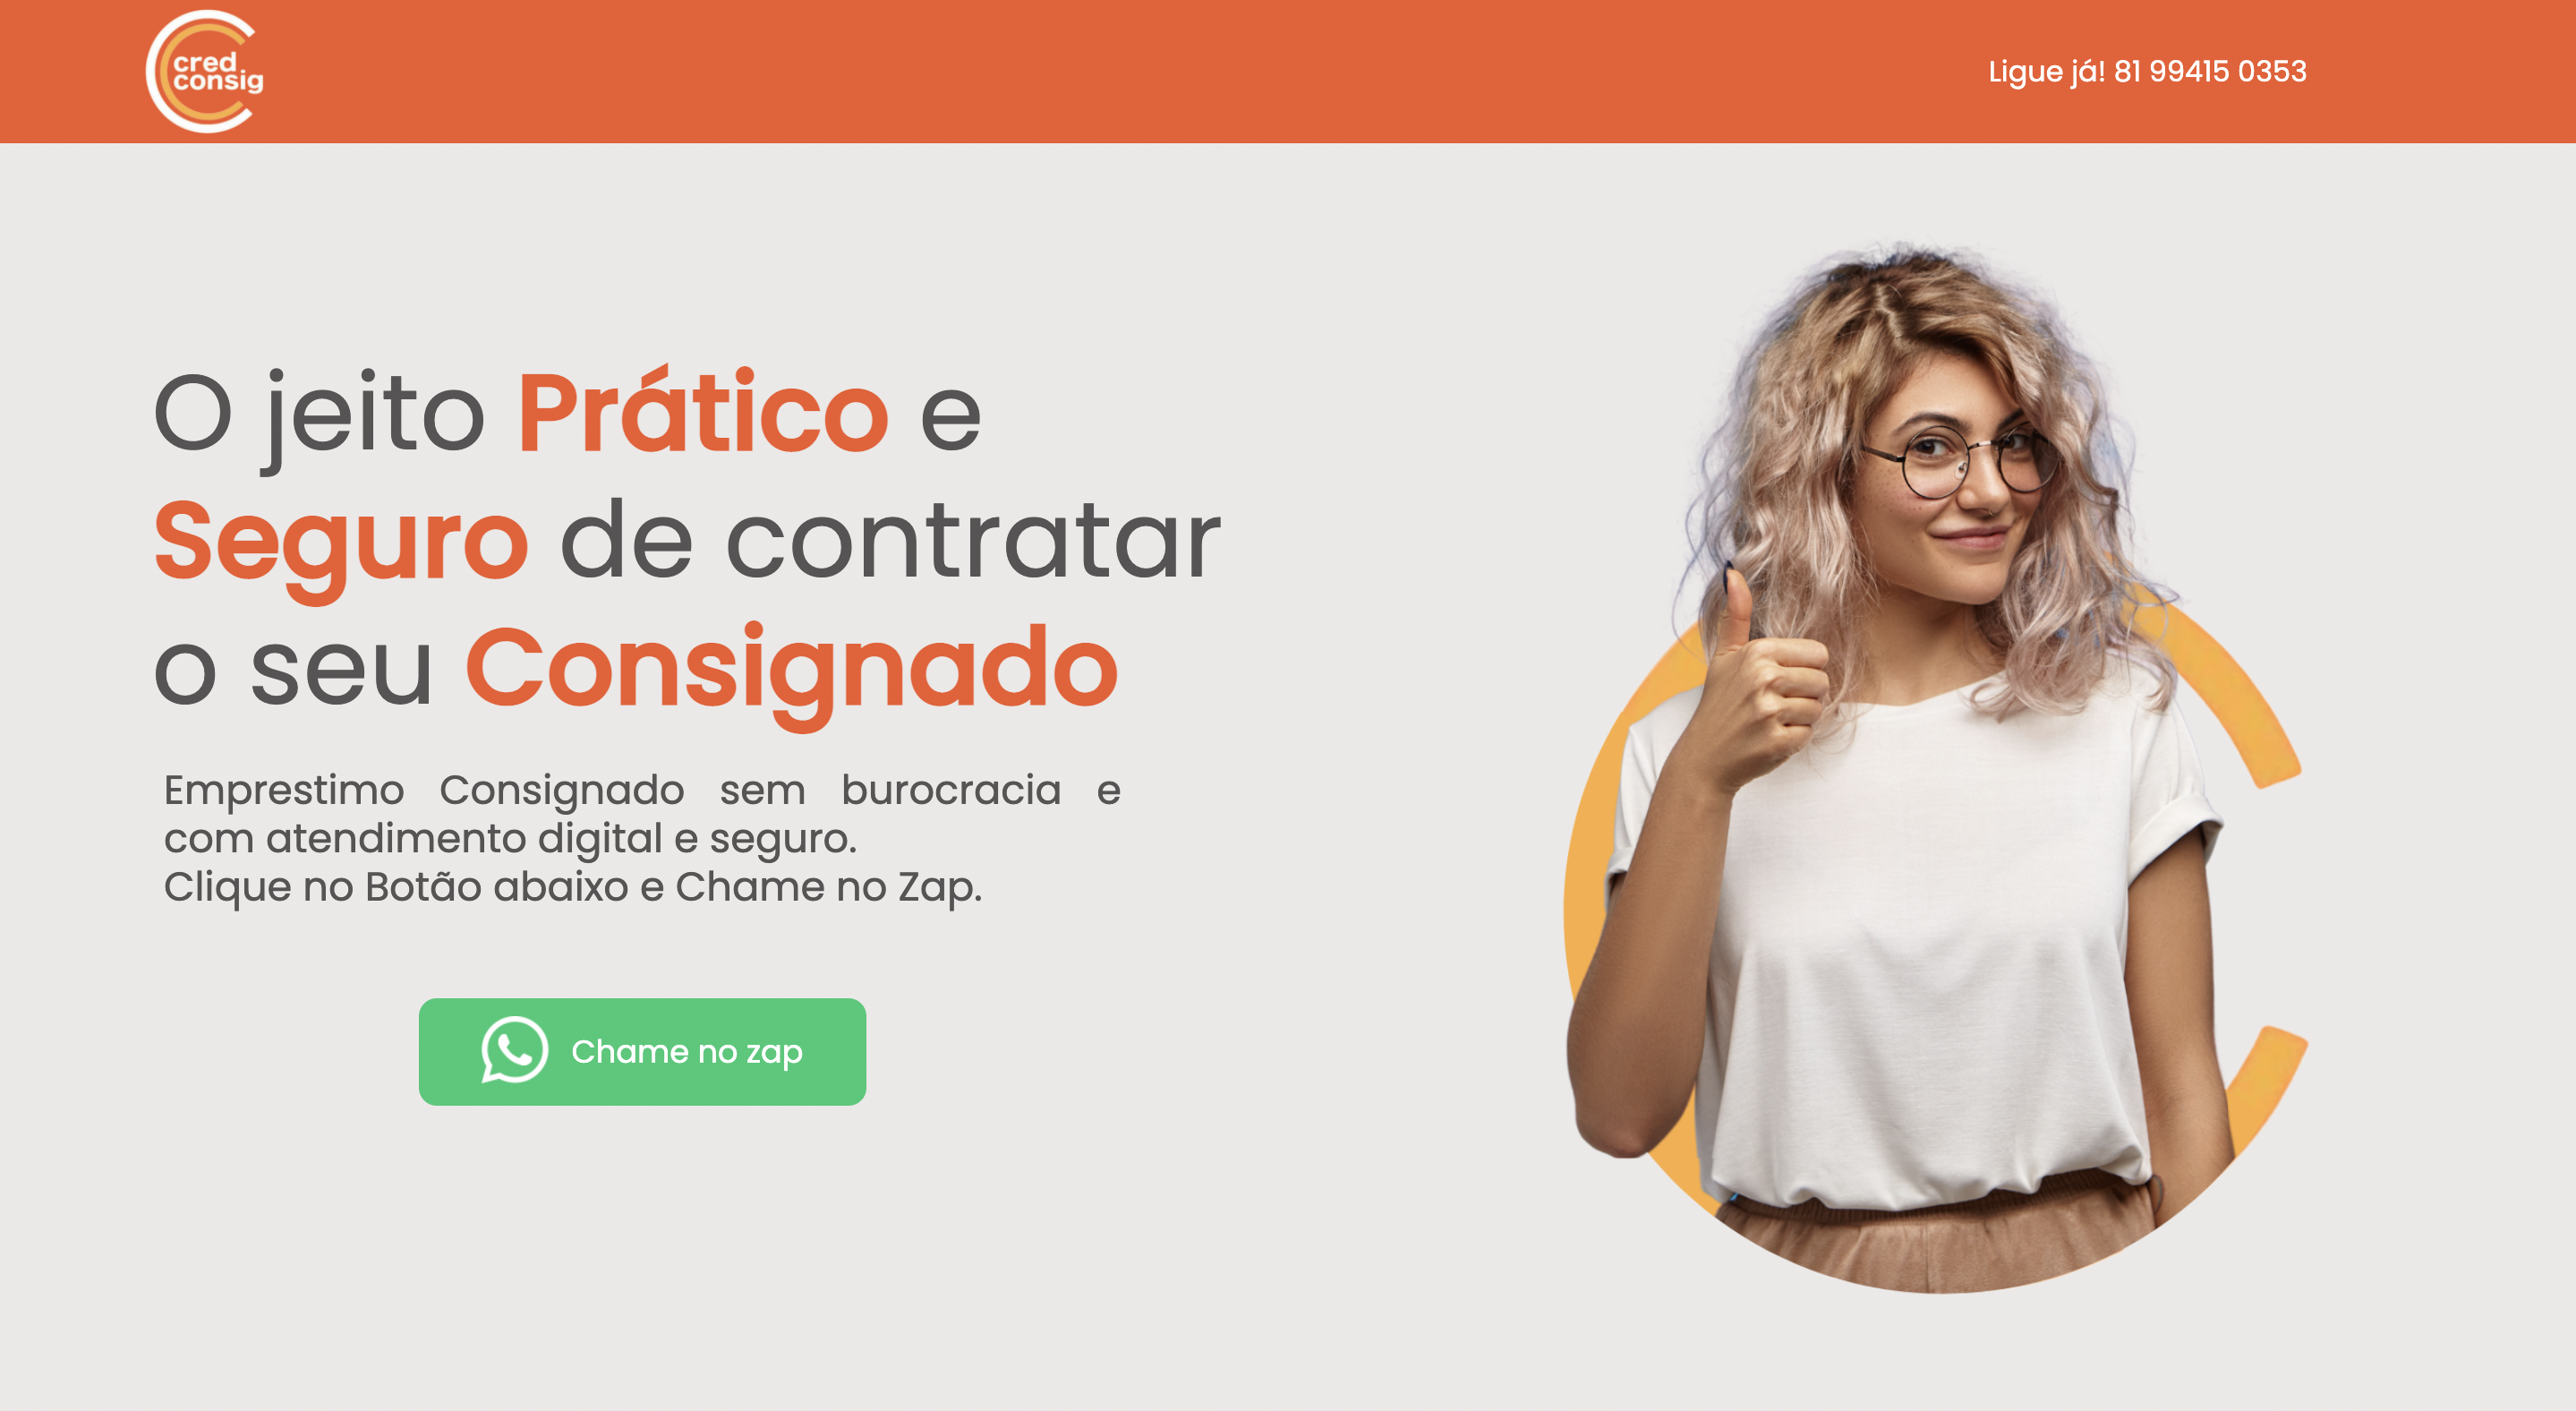 cred
consig
Ligue já! 81 99415 0353
O jeito Prático e
Seguro de contratar
o seu Consignado
Emprestimo Consignado sem burocracia e
com atendimento digital e seguro.
Clique no Botão abaixo e Chame no Zap.
Chame no zap